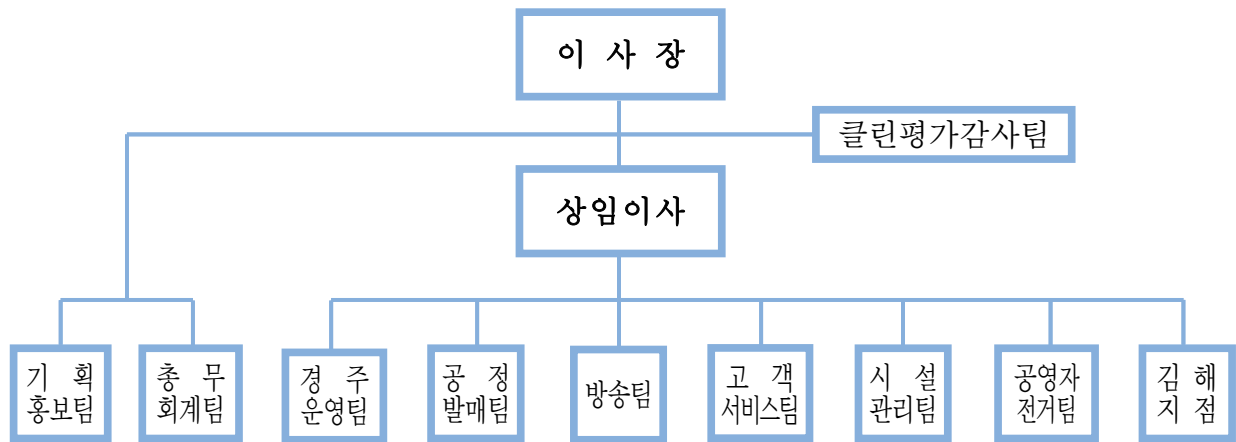 이 사 장
클린평가감사팀
상임이사
기 획
홍보팀
총 무
회계팀
경 주
운영팀
공 정
발매팀
방송팀
고 객
서비스팀
시 설
관리팀
공영자
전거팀
김 해
지 점